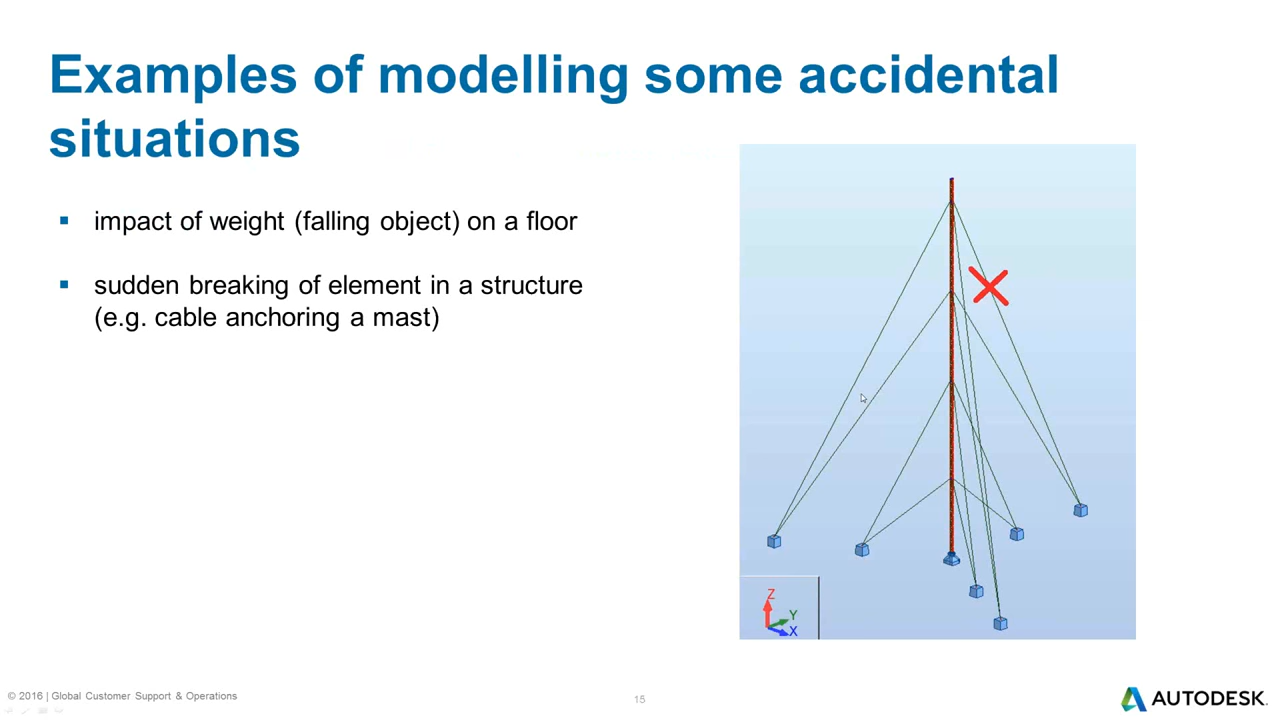 Examples of modelling some accidental
situations
impact of weight (falling object) on a floor
sudden breaking of element in a structure
(e.g. cable anchoring a mast)
Z
Y
X
© 2016 | Global Customer Support & Operations
15
AUTODESK.